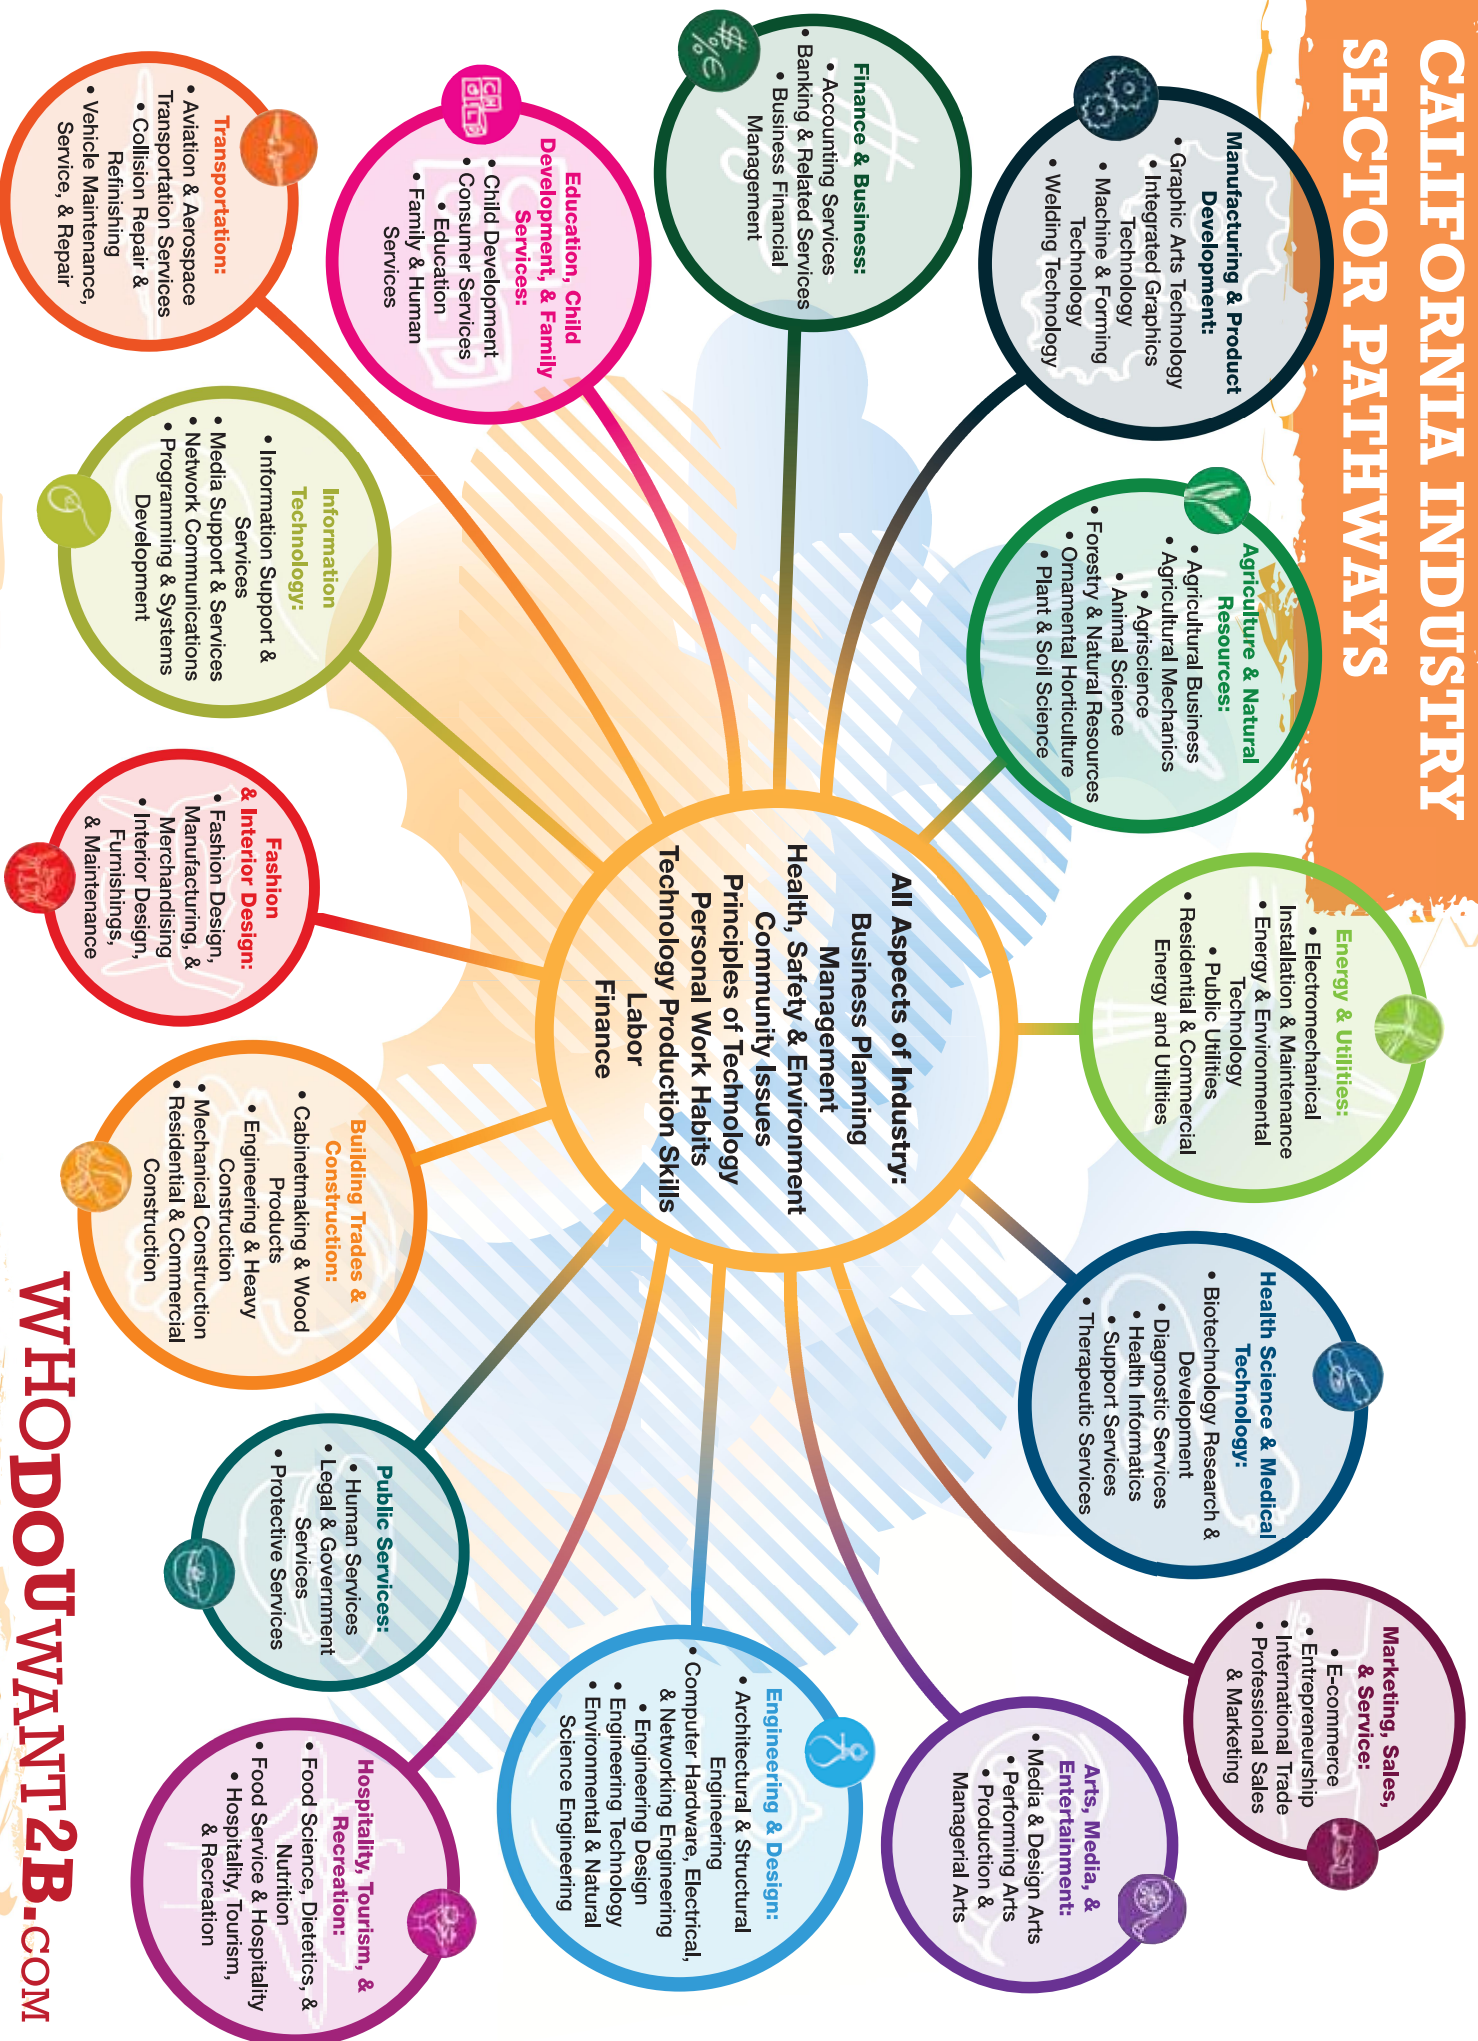 CALIFORNIA INDUSTRY
SECTOR PATHWAYS
Manufacturing & Product
Development:
• Graphic Arts Technology
• Integrated Graphics
Technology
• Machine & Forming
Technology
• Welding Technology
Agriculture & Natural
Resources:
• Agricultural Business
• Agricultural Mechanics
• Agriscience
• Animal Science
• Forestry & Natural Resources
• Ornamental Horticulture
• Plant & Soil Science
Energy & Utilities:
• Electromechanical
Installation & Maintenance
• Energy & Environmental
Technology
• Public Utilities
• Residential & Commercial
Energy and Utilities
Health Science & Medical
Technology:
• Biotechnology Research &
Development
• Diagnostic Services
• Health Informatics
• Support Services
• Therapeutic Services
Marketing, Sales,
& Service:
• E-commerce
• Entrepreneurship
• International Trade
• Professional Sales
& Marketing
Finance & Business:
• Accounting Services
• Banking & Related Services
• Business Financial
Management
All Aspects of Industry:
Business Planning
Management
Health, Safety & Environment
Community Issues
Principles of Technology
Personal Work Habits
Technology Production Skills
Labor
Finance
Arts, Media, &
Entertainment:
• Media & Design Arts
• Performing Arts
• Production &
Managerial Arts
Education, Child
Development, & Family
Services:
• Child Development
• Consumer Services
• Education
• Family & Human
Services
Engineering & Design:
• Architectural & Structural
Engineering
• Computer Hardware, Electrical,
& Networking Engineering
• Engineering Design
• Engineering Technology
• Environmental & Natural
Science Engineering
Transportation:
• Aviation & Aerospace
Transportation Services
• Collision Repair &
Refinishing
• Vehicle Maintenance,
Service, & Repair
Information
Technology:
• Information Support &
Services
• Media Support & Services
• Network Communications
• Programming & Systems
Development
Fashion
& Interior Design:
• Fashion Design,
Manufacturing, &
Merchandising
• Interior Design,
Furnishings,
& Maintenance
Building Trades &
Construction:
• Cabinetmaking & Wood
Products
• Engineering & Heavy
Construction
• Mechanical Construction
• Residential & Commercial
Construction
Public Services:
• Human Services
• Legal & Government
Services
• Protective Services
Hospitality, Tourism, &
Recreation:
• Food Science, Dietetics, &
Nutrition
• Food Service & Hospitality
• Hospitality, Tourism,
& Recreation
WHODOUWANT2B.COM